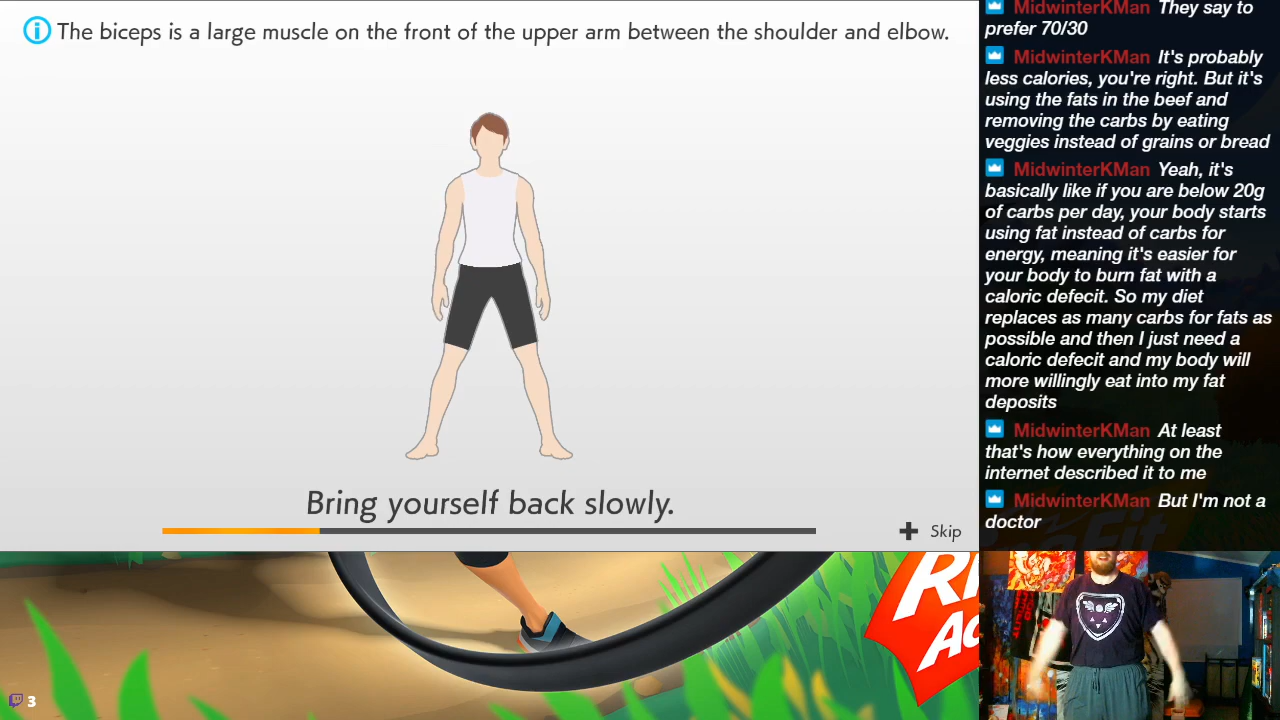 The biceps is a large muscle on the front of the upper arm between the shoulder and elbow.
Bring yourself back slowly.
Skip
MidwinterKMan They say to
prefer 70/30
MidwinterKMan It's probably
less calories, you're right. But it's
using the fats in the beef and
removing the carbs by eating
veggies instead of grains or bread
MidwinterKMan Yeah, it's
basically like if you are below 20g
of carbs per day, your body starts
using fat instead of carbs for
energy, meaning it's easier for
your body to burn fat with a
caloric defecit. So my diet
replaces as many carbs for fats as
possible and then I just need a
caloric defecit and my body will
more willingly eat into my fat
deposits
MidwinterKMan At least
that's how everything on the
internet described it to me
MidwinterKMan But I'm not a
doctor
3